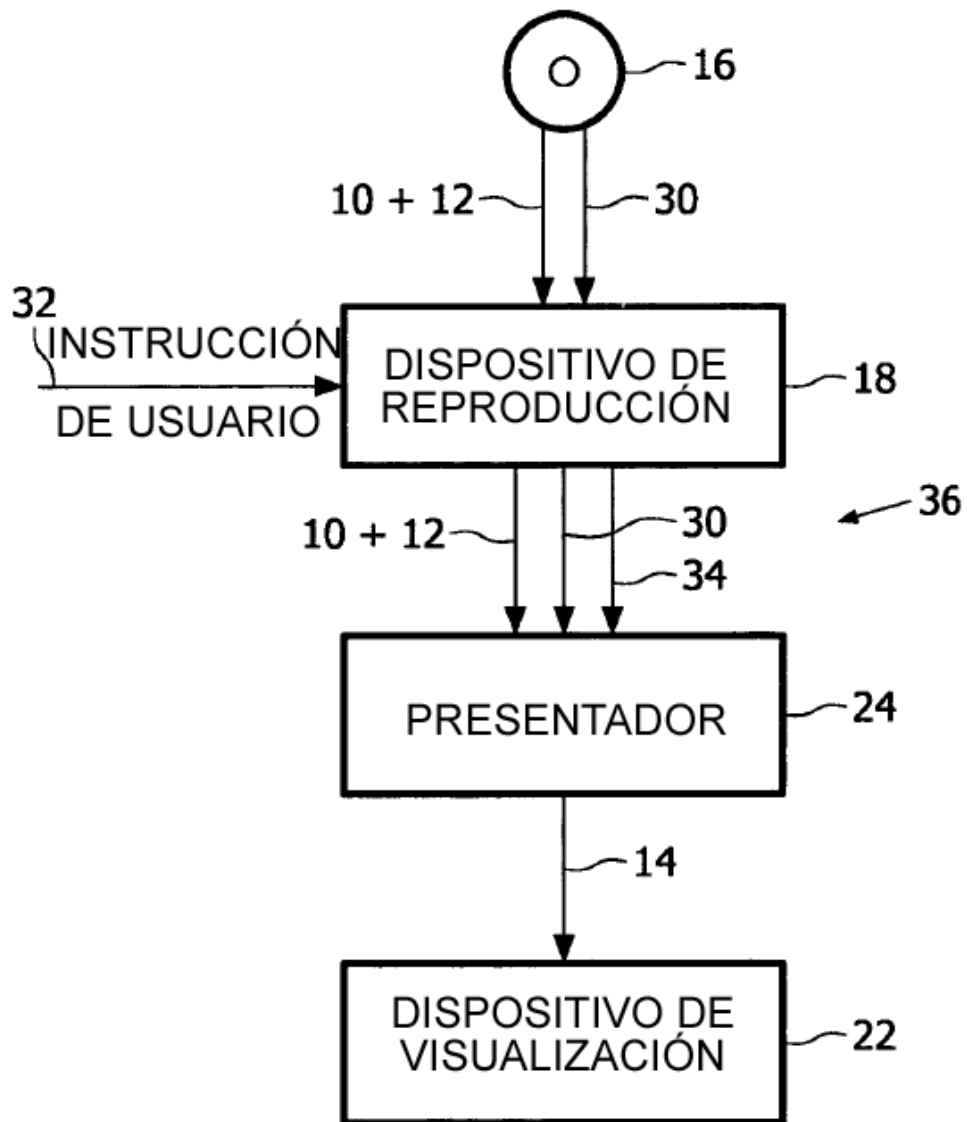 16
10 + 12
30
32
INSTRUCCIÓN
DE USUARIO
DISPOSITIVO DE
REPRODUCCIÓN
18
10 + 12
30
34
36
PRESENTADOR
24
14
DISPOSITIVO DE
VISUALIZACIÓN
22